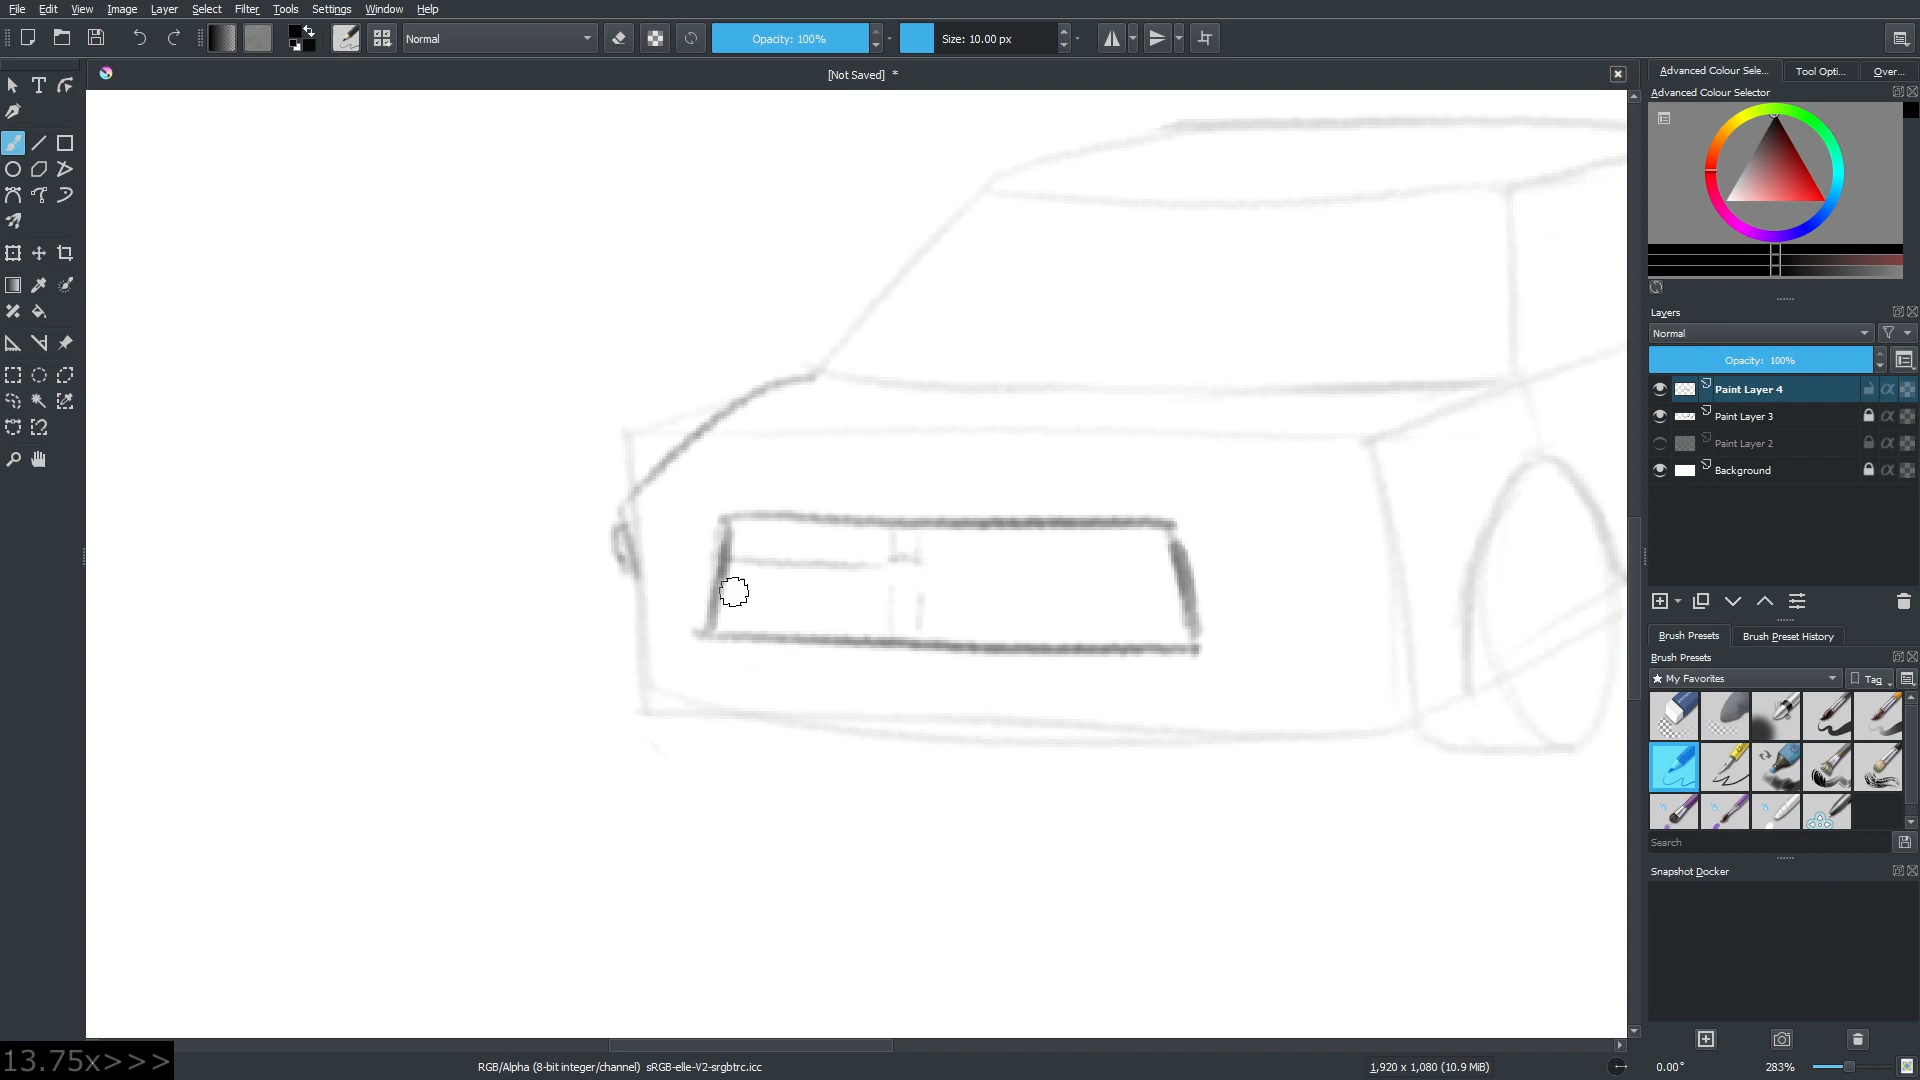 File Edit View Image Layer Select Filter Tools Settings Window Help
Normal
Opacity: 100%
Size: 10.00 px
[Not Saved] *
Advanced Colour Sele... Tool Opti... Over...
Advanced Colour Selector
Layers
Normal
Opacity: 100%
Paint Layer 4
Paint Layer 3
Paint Layer 2
Background
Brush Presets Brush Preset History
Brush Presets
★ My Favorites Tag
Search
Snapshot Docker
13.75x>>>
RGB/Alpha (8-bit integer/channel) sRGB-elle-V2-srgbtrc.icc
1,920 x 1,080 (10.9 MiB)
0.00°
283%